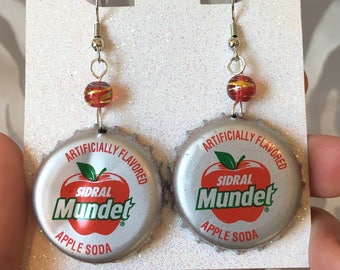 ARTIFICIALLY FLAVORED
SIDRAL
Mundet®
APPLE SODA
ARTIFICIALLY FLAVORED
SIDRAL
Mundet®
APPLE SODA